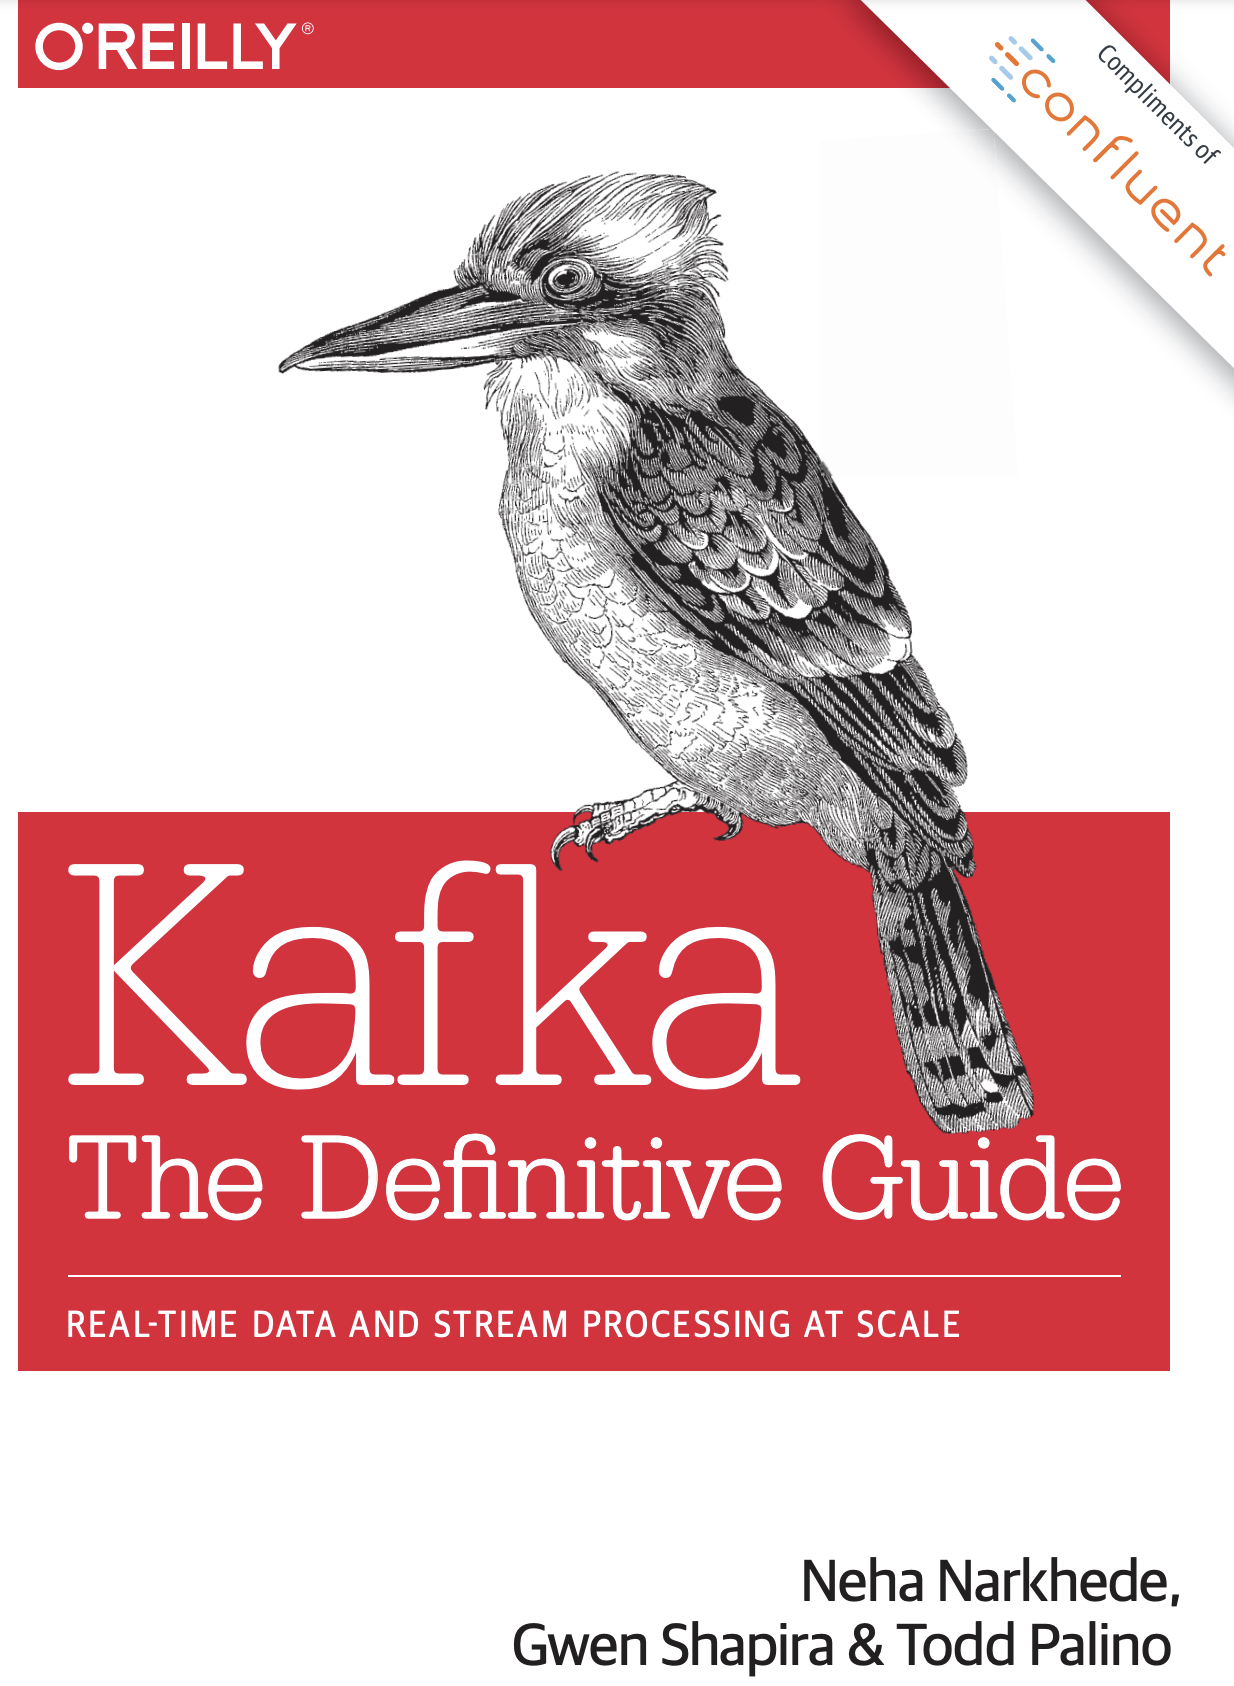 O'REILLY®
Compliments of
confluent
Kafka
The Definitive Guide
REAL-TIME DATA AND STREAM PROCESSING AT SCALE
Neha Narkhede,
Gwen Shapira & Todd Palino